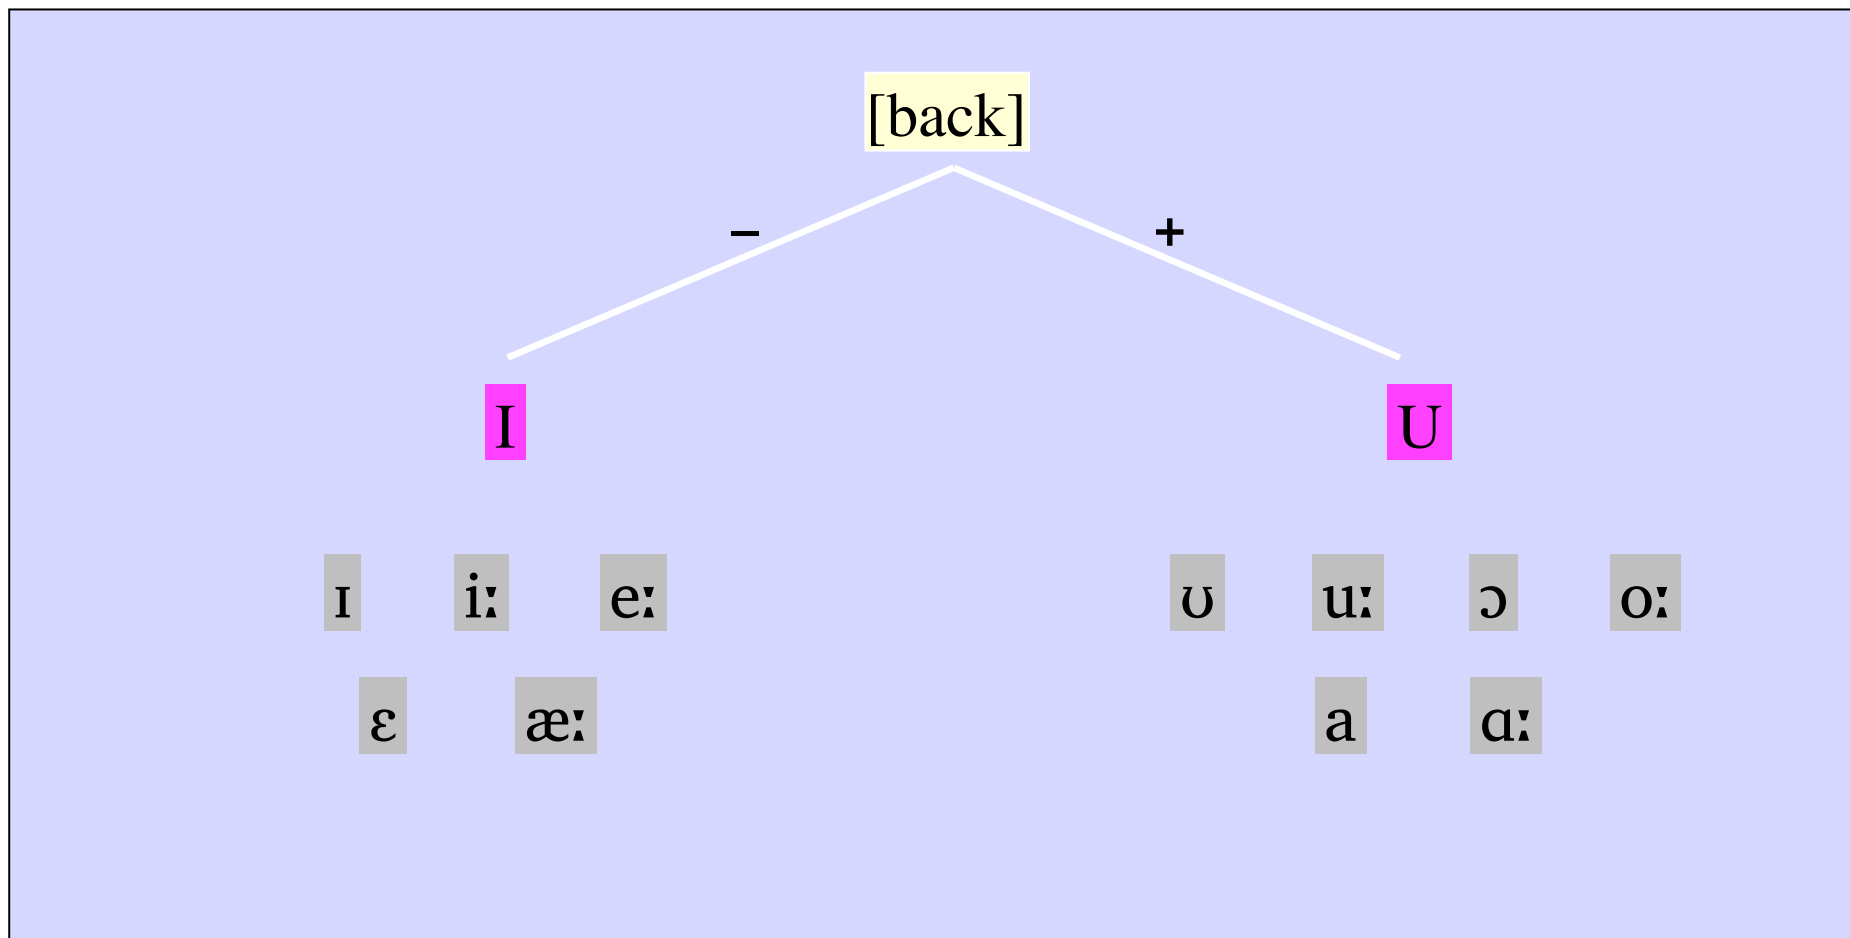 [back]
– +
I U
ɪ iː eː ʊ uː ɔ oː
ɛ æː a ɑː